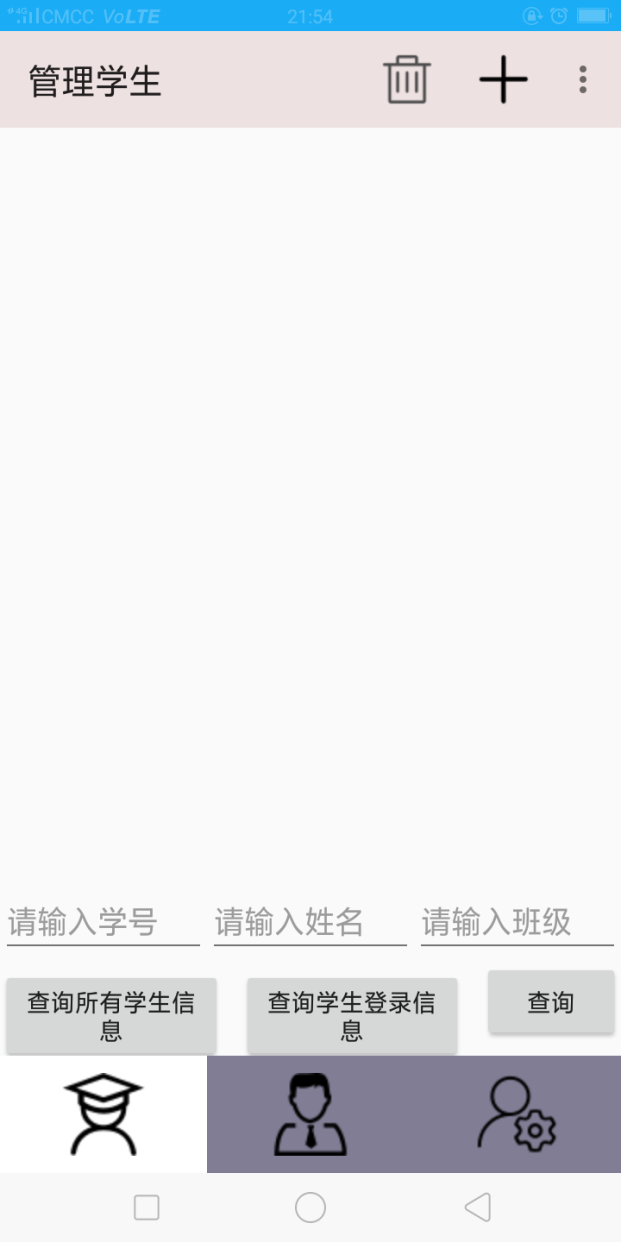 4G CMCC VoLTE 21:54
管理学生
请输入学号 请输入姓名 请输入班级
查询所有学生信
息
查询学生登录信
息
查询